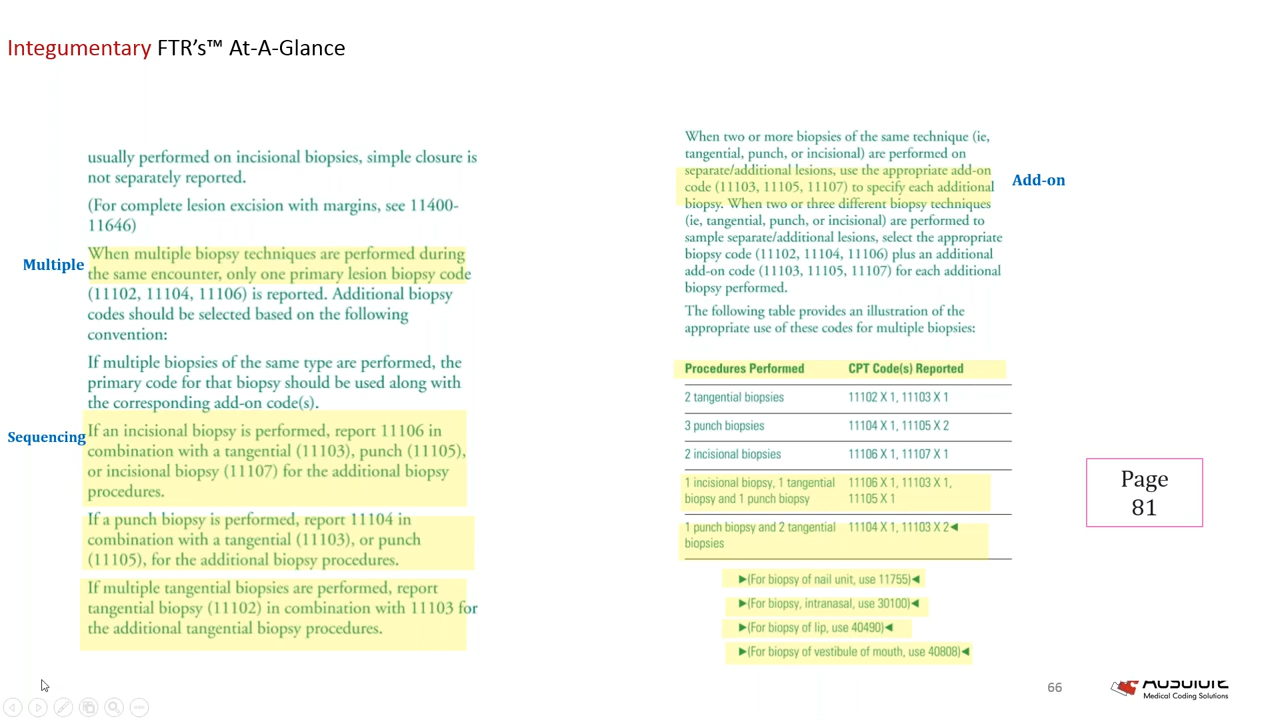 Integumentary FTR's™ At-A-Glance
usually performed on incisional biopsies, simple closure is
not separately reported.
(For complete lesion excision with margins, see 11400-
11646)
Multiple
When multiple biopsy techniques are performed during
the same encounter, only one primary lesion biopsy code
(11102, 11104, 11106) is reported. Additional biopsy
codes should be selected based on the following
convention:
If multiple biopsies of the same type are performed, the
primary code for that biopsy should be used along with
the corresponding add-on code(s).
Sequencing
If an incisional biopsy is performed, report 11106 in
combination with a tangential (11103), punch (11105),
or incisional biopsy (11107) for the additional biopsy
procedures.
If a punch biopsy is performed, report 11104 in
combination with a tangential (11103), or punch
(11105), for the additional biopsy procedures.
If multiple tangential biopsies are performed, report
tangential biopsy (11102) in combination with 11103 for
the additional tangential biopsy procedures.
When two or more biopsies of the same technique (ie,
tangential, punch, or incisional) are performed on
separate/additional lesions, use the appropriate add-on
code (11103, 11105, 11107) to specify each additional
biopsy. When two or three different biopsy techniques
(ie, tangential, punch, or incisional) are performed to
sample separate/additional lesions, select the appropriate
biopsy code (11102, 11104, 11106) plus an additional
add-on code (11103, 11105, 11107) for each additional
biopsy performed.
Add-on
The following table provides an illustration of the
appropriate use of these codes for multiple biopsies:
Procedures Performed CPT Code(s) Reported
2 tangential biopsies 11102 X 1, 11103 X 1
3 punch biopsies 11104 X 1, 11105 X 2
2 incisional biopsies 11106 X 1, 11107 X 1
1 incisional biopsy, 1 tangential 11106 X 1, 11103 X 1,
biopsy and 1 punch biopsy 11105 X 1
1 punch biopsy and 2 tangential 11104 X 1, 11103 X 2◄
biopsies
►(For biopsy of nail unit, use 11755)◄
►(For biopsy, intranasal, use 30100)◄
►(For biopsy of lip, use 40490)◄
►(For biopsy of vestibule of mouth, use 40808)◄
Page
81
66
Medical Coding Solutions